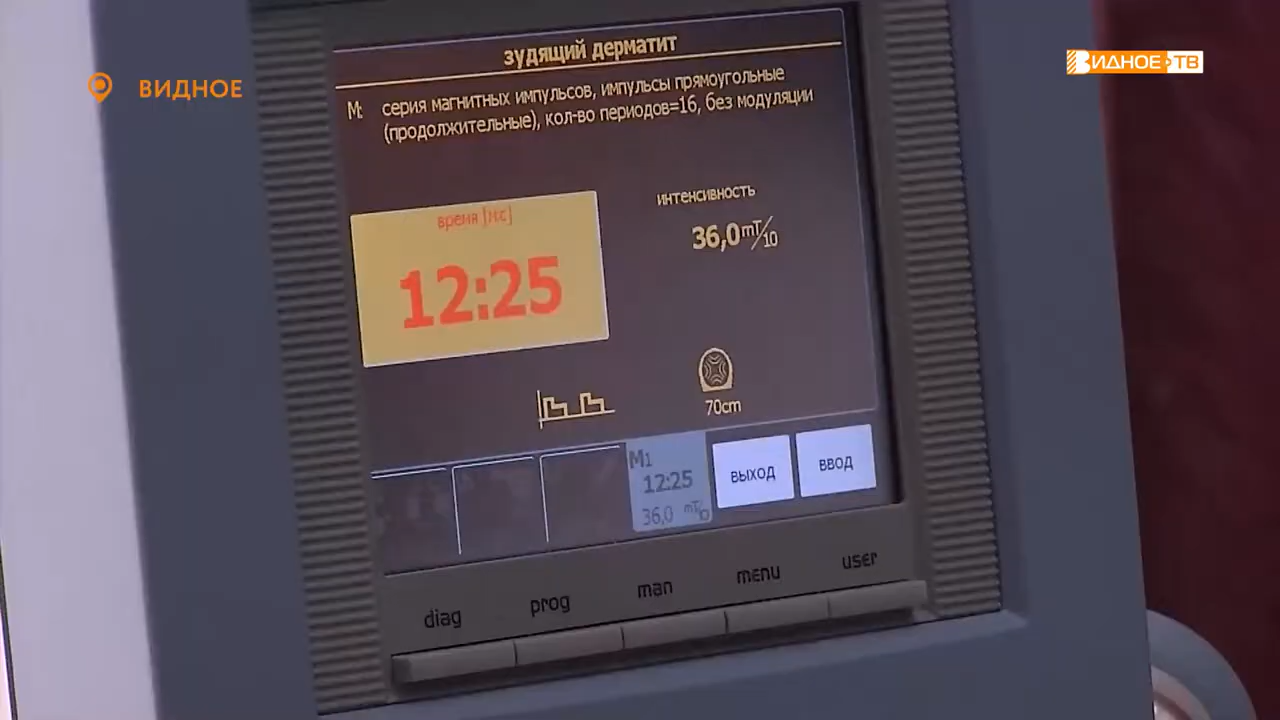 зудящий дерматит
ВИДНОЕ
ВИДНОЕ ТВ
M: серия магнитных импульсов, импульсы прямоугольные
(продолжительные), кол-во периодов=16, без модуляции
время [м:с]
12:25
интенсивность
36,0 mT/10
70cm
M1
12:25
36,0 mT/10
выход
ввод
diag
prog
man
menu
user